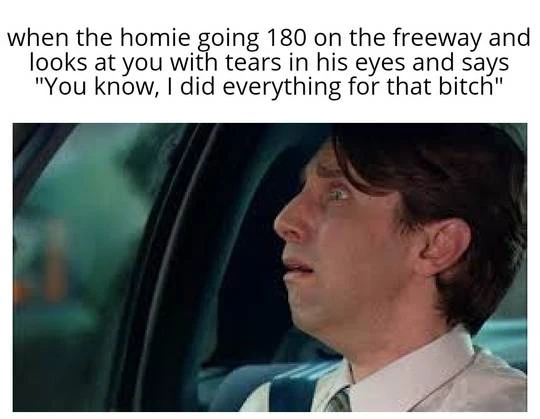 when the homie going 180 on the freeway and
looks at you with tears in his eyes and says
"You know, I did everything for that bitch"